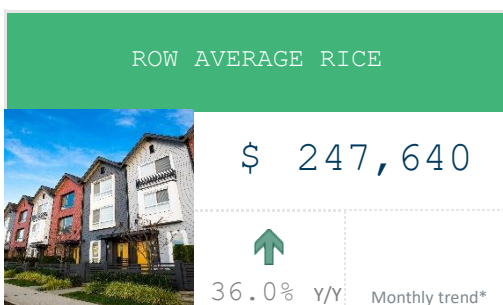 ROW AVERAGE RICE
$ 247,640
36.0% Y/Y
Monthly trend*